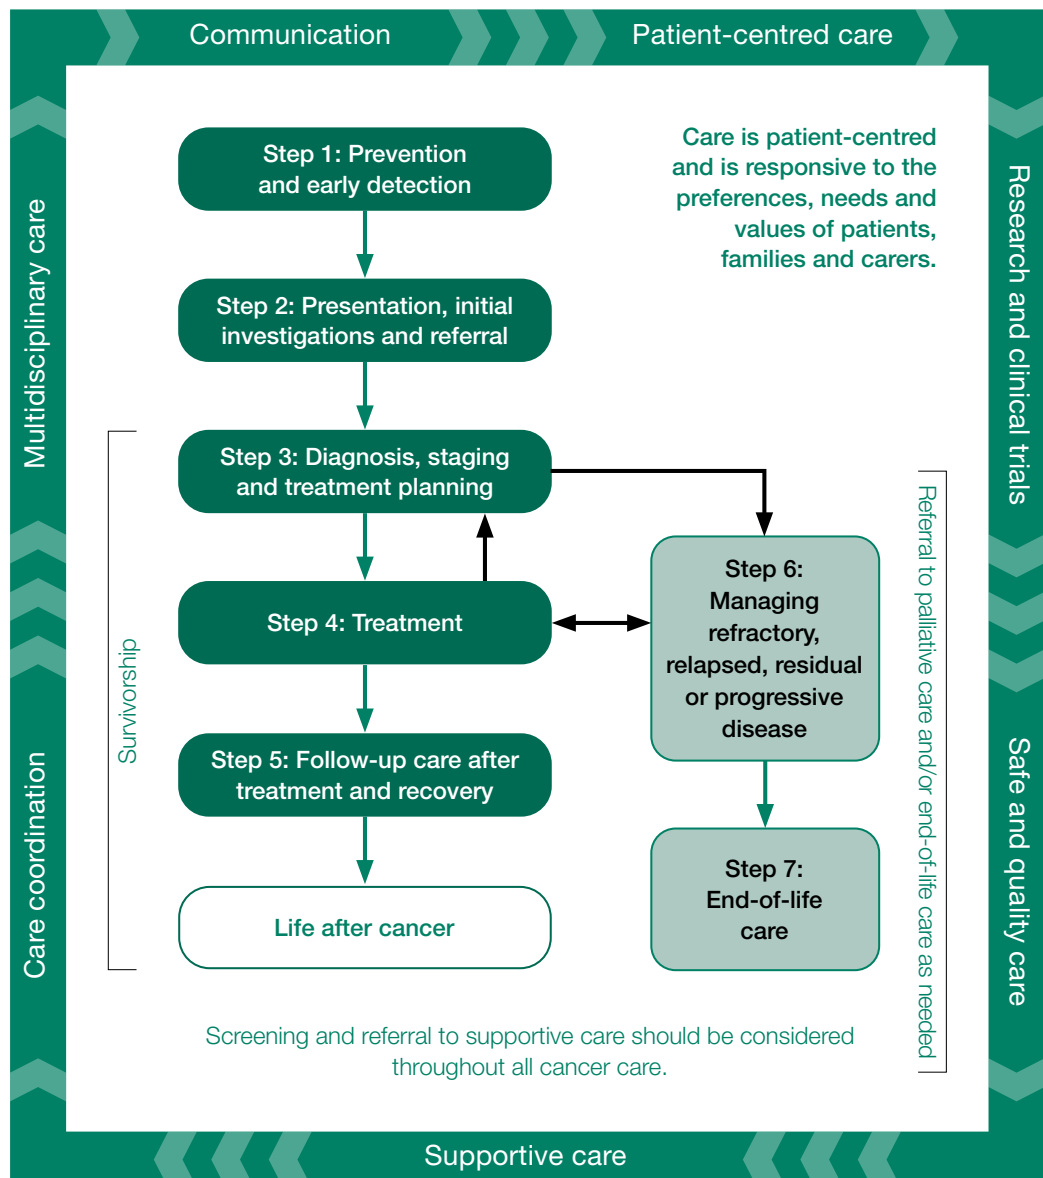 Communication
Patient-centred care
Multidisciplinary care
Care coordination
Research and clinical trials
Safe and quality care
Supportive care
Care is patient-centred
and is responsive to the
preferences, needs and
values of patients,
families and carers.
Step 1: Prevention
and early detection
Step 2: Presentation, initial
investigations and referral
Step 3: Diagnosis, staging
and treatment planning
Step 4: Treatment
Step 5: Follow-up care after
treatment and recovery
Life after cancer
Survivorship
Step 6:
Managing
refractory,
relapsed, residual
or progressive
disease
Step 7:
End-of-life
care
Referral to palliative care and/or end-of-life care as needed
Screening and referral to supportive care should be considered
throughout all cancer care.